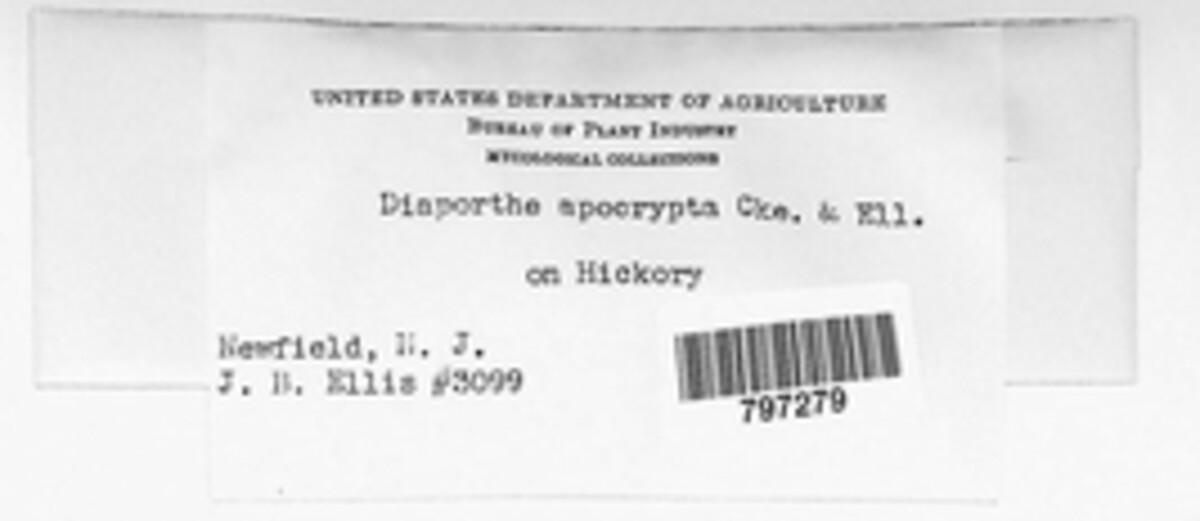 UNITED STATES DEPARTMENT OF AGRICULTURE
BUREAU OF PLANT INDUSTRY
MYCOLOGICAL COLLECTIONS
Diaporthe apocrypta Cke. & Ell.
on Hickory
Newfield, N. J.
J. B. Ellis #3099
797279